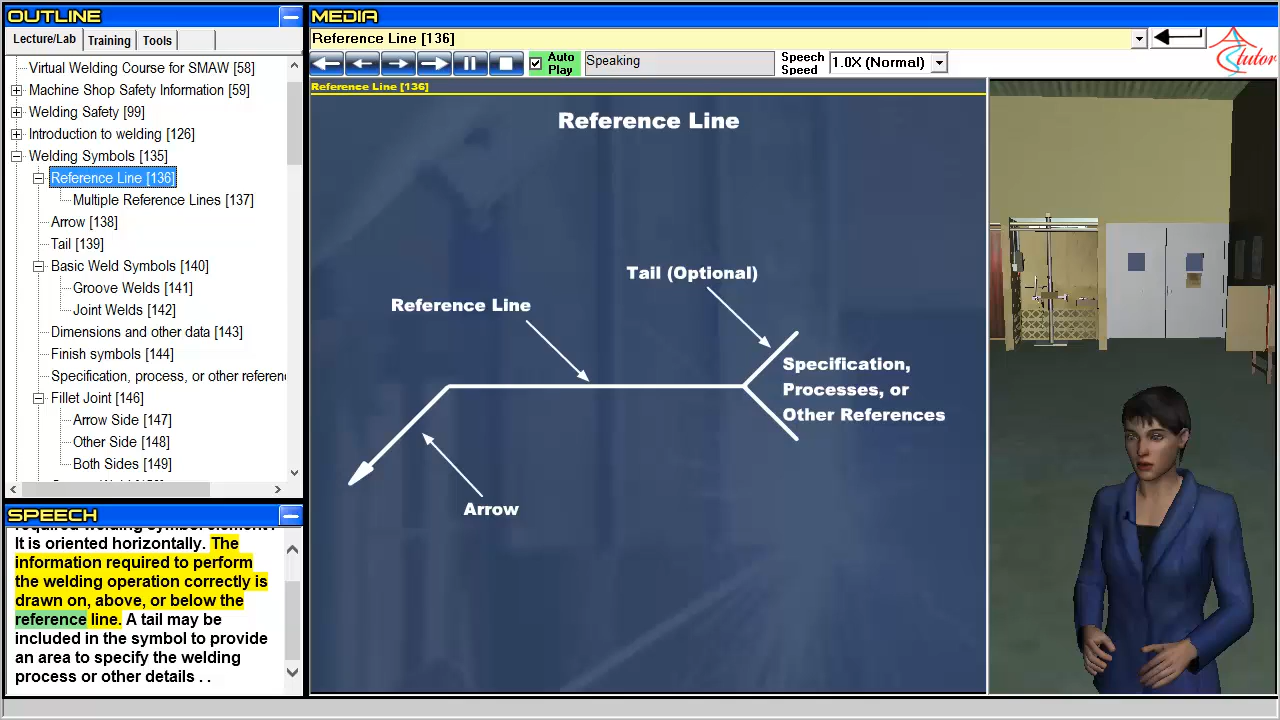 OUTLINE
Lecture/Lab Training Tools
Virtual Welding Course for SMAW [58]
Machine Shop Safety Information [59]
Welding Safety [99]
Introduction to welding [126]
Welding Symbols [135]
Reference Line [136]
Multiple Reference Lines [137]
Arrow [138]
Tail [139]
Basic Weld Symbols [140]
Groove Welds [141]
Joint Welds [142]
Dimensions and other data [143]
Finish symbols [144]
Specification, process, or other referen
Fillet Joint [146]
Arrow Side [147]
Other Side [148]
Both Sides [149]
SPEECH
required welding symbol element.
It is oriented horizontally. The
information required to perform
the welding operation correctly is
drawn on, above, or below the
reference line. A tail may be
included in the symbol to provide
an area to specify the welding
process or other details . .
MEDIA
Reference Line [136]
Auto
Play
Speaking
Speech
Speed
1.0X (Normal)
tutor
Reference Line [136]
Reference Line
Tail (Optional)
Reference Line
Specification,
Processes, or
Other References
Arrow